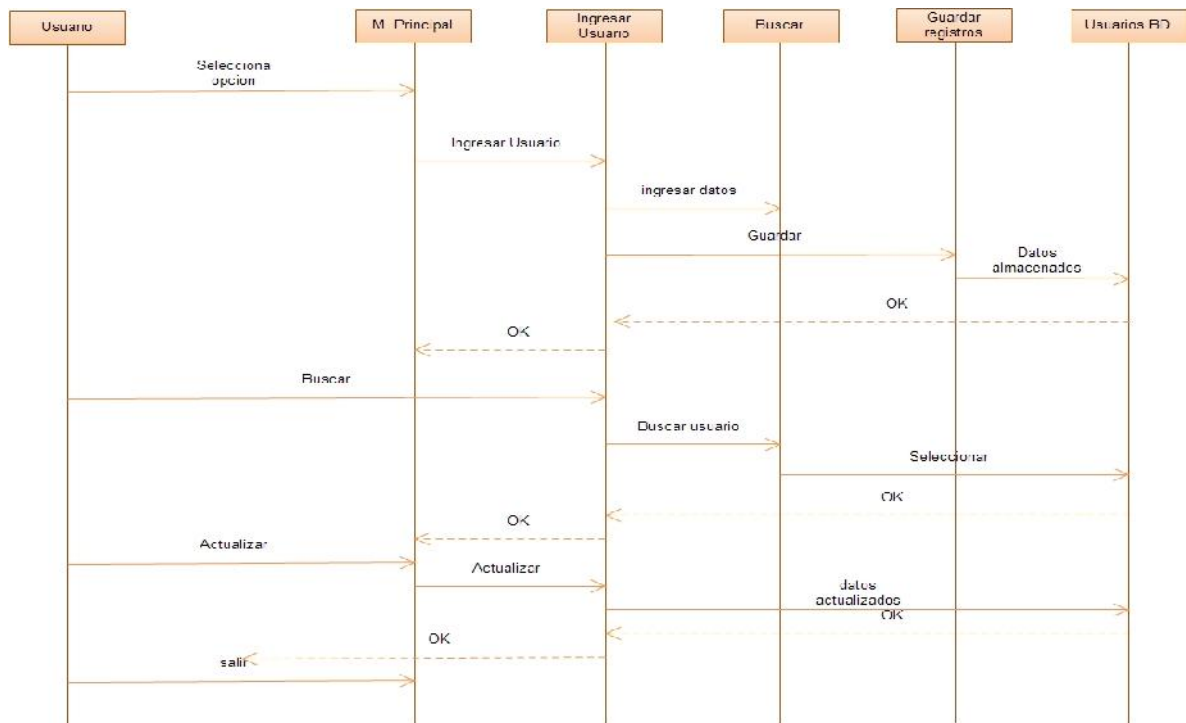 Usuario
M. Principal
Ingresar
Usuario
Buscar
Guardar
registros
Usuarios BD
Selecciona
opcion
Ingresar Usuario
ingresar datos
Guardar
Datos
almacenados
OK
OK
Buscar
Buscar usuario
Seleccionar
OK
OK
Actualizar
Actualizar
datos
actualizados
OK
OK
salir